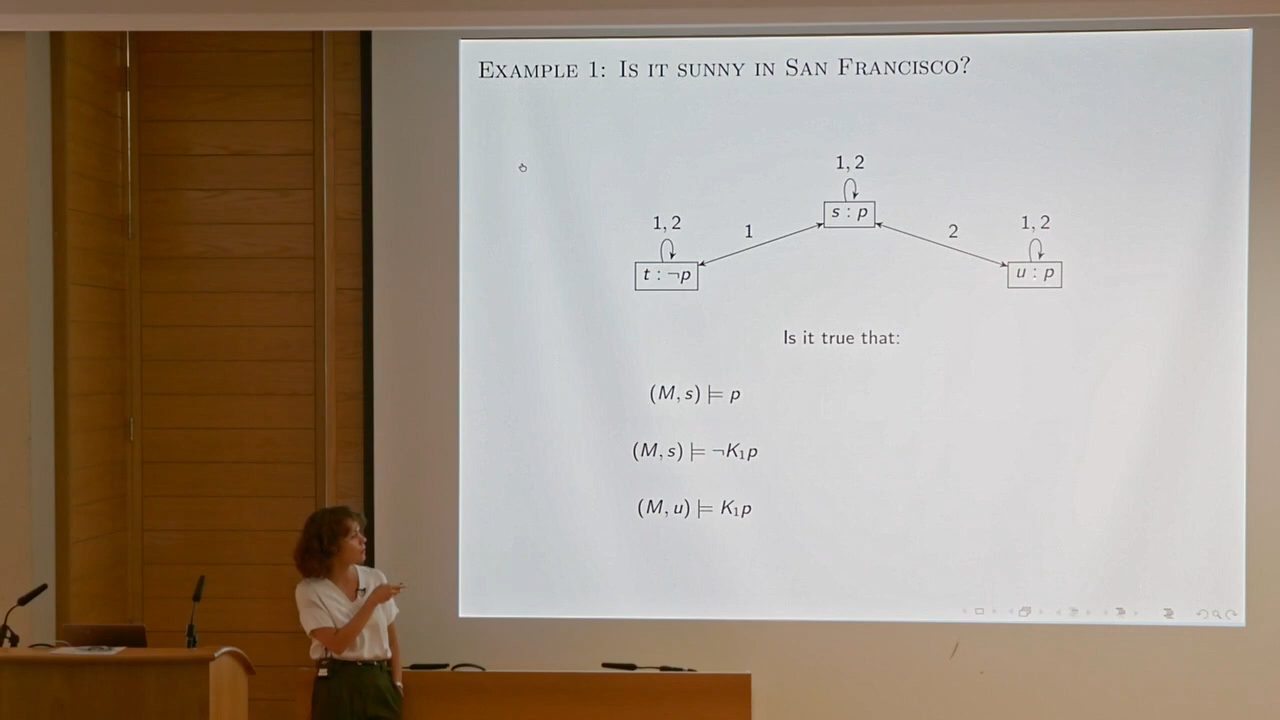 EXAMPLE 1: IS IT SUNNY IN SAN FRANCISCO?
1, 2
s : p
1, 2
1
2
1, 2
t : ¬p
u : p
Is it true that:
(M, s) ⊨ p
(M, s) ⊨ ¬K₁p
(M, u) ⊨ K₁p